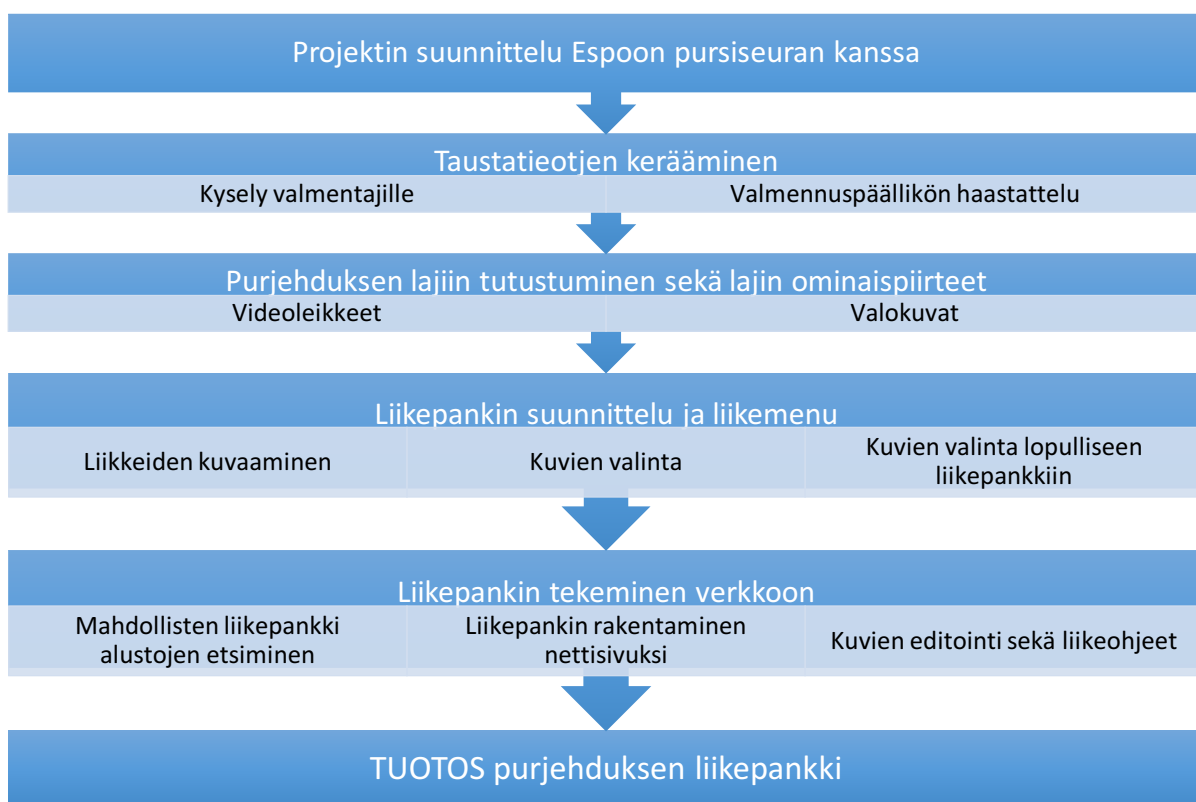 Projektin suunnittelu Espoon pursiseuran kanssa
Taustatieotjen kerääminen
Kysely valmentajille
Valmennuspäällikön haastattelu
Purjehduksen lajiin tutustuminen sekä lajin ominaispiirteet
Videoleikkeet
Valokuvat
Liikepankin suunnittelu ja liikemenu
Liikkeiden kuvaaminen
Kuvien valinta
Kuvien valinta lopulliseen
liikepankkiin
Liikepankin tekeminen verkkoon
Mahdollisten liikepankki
alustojen etsiminen
Liikepankin rakentaminen
nettisivuksi
Kuvien editointi sekä liikeohjeet
TUOTOS purjehduksen liikepankki